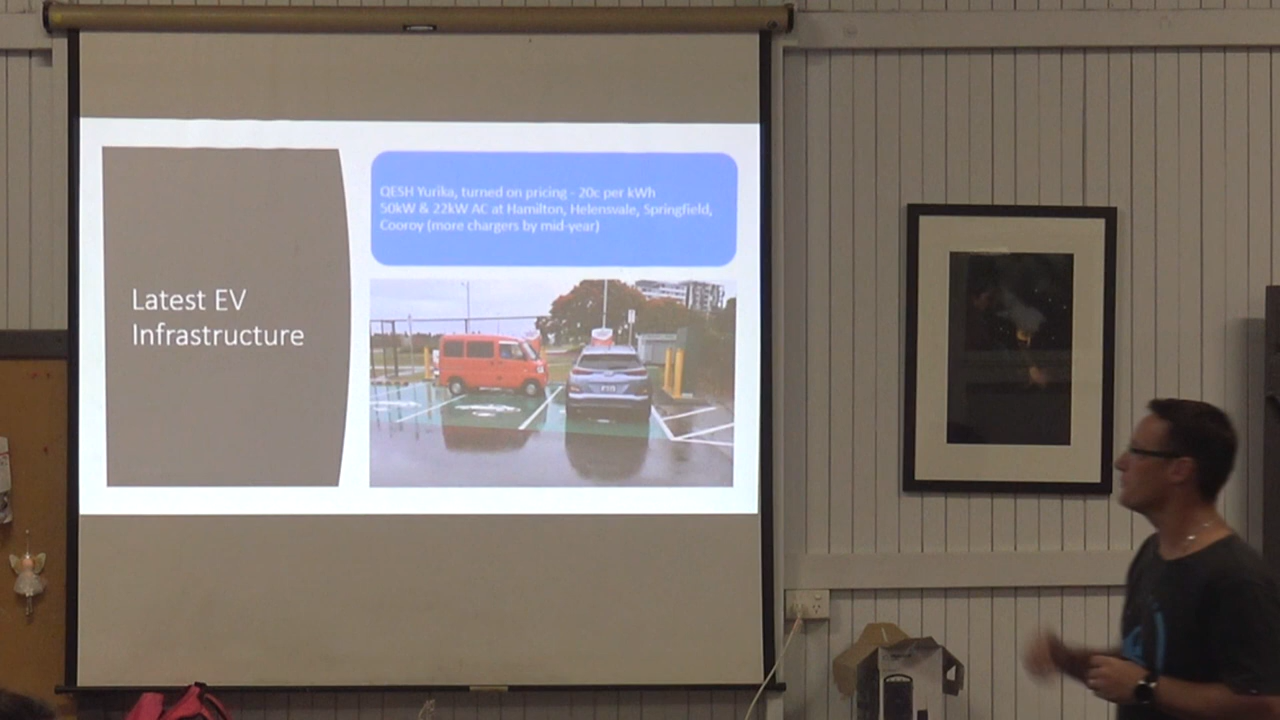 Latest EV
Infrastructure
QESH Yurika, turned on pricing - 20c per kWh
50kW & 22kW AC at Hamilton, Helensvale, Springfield,
Cooroy (more chargers by mid-year)